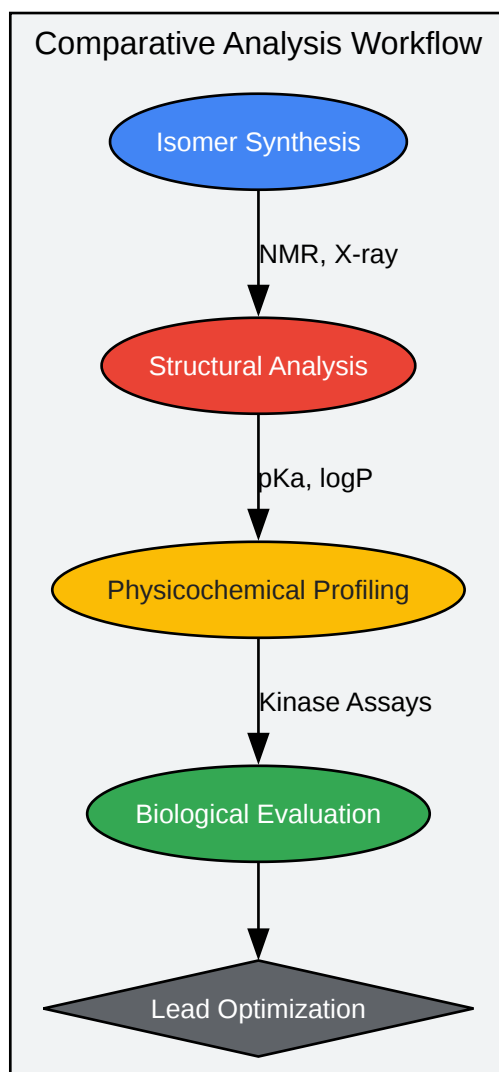 Comparative Analysis Workflow
Isomer Synthesis
NMR, X-ray
Structural Analysis
pKa, logP
Physicochemical Profiling
Kinase Assays
Biological Evaluation
Lead Optimization